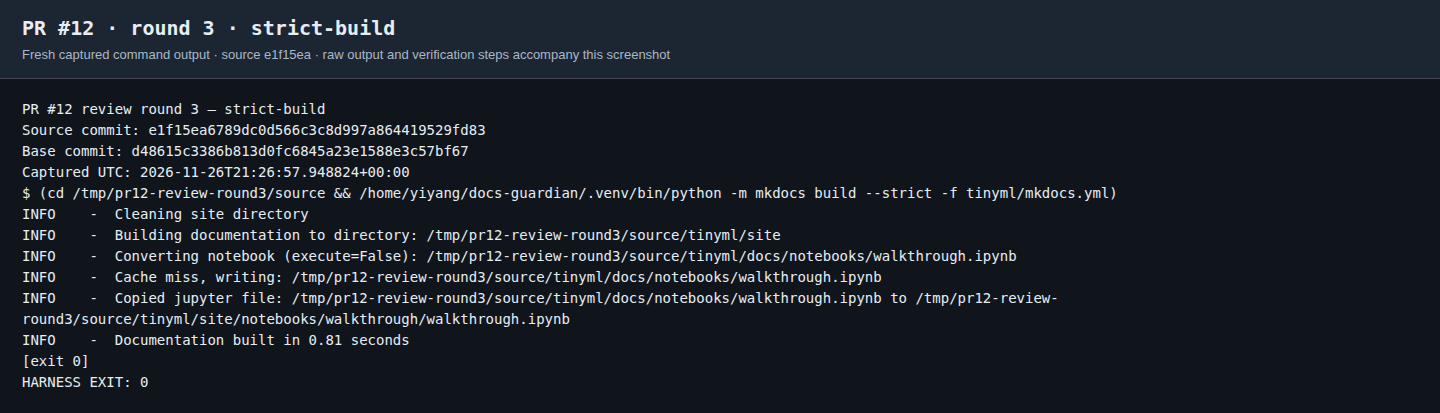 PR #12 · round 3 · strict-build
Fresh captured command output · source e1f15ea · raw output and verification steps accompany this screenshot
PR #12 review round 3 — strict-build
Source commit: e1f15ea6789dc0d566c3c8d997a864419529fd83
Base commit: d48615c3386b813d0fc6845a23e1588e3c57bf67
Captured UTC: 2026-11-26T21:26:57.948824+00:00
$ (cd /tmp/pr12-review-round3/source && /home/yiyang/docs-guardian/.venv/bin/python -m mkdocs build --strict -f tinyml/mkdocs.yml)
INFO    -  Cleaning site directory
INFO    -  Building documentation to directory: /tmp/pr12-review-round3/source/tinyml/site
INFO    -  Converting notebook (execute=False): /tmp/pr12-review-round3/source/tinyml/docs/notebooks/walkthrough.ipynb
INFO    -  Cache miss, writing: /tmp/pr12-review-round3/source/tinyml/docs/notebooks/walkthrough.ipynb
INFO    -  Copied jupyter file: /tmp/pr12-review-round3/source/tinyml/docs/notebooks/walkthrough.ipynb to /tmp/pr12-review-
round3/source/tinyml/site/notebooks/walkthrough/walkthrough.ipynb
INFO    -  Documentation built in 0.81 seconds
[exit 0]
HARNESS EXIT: 0